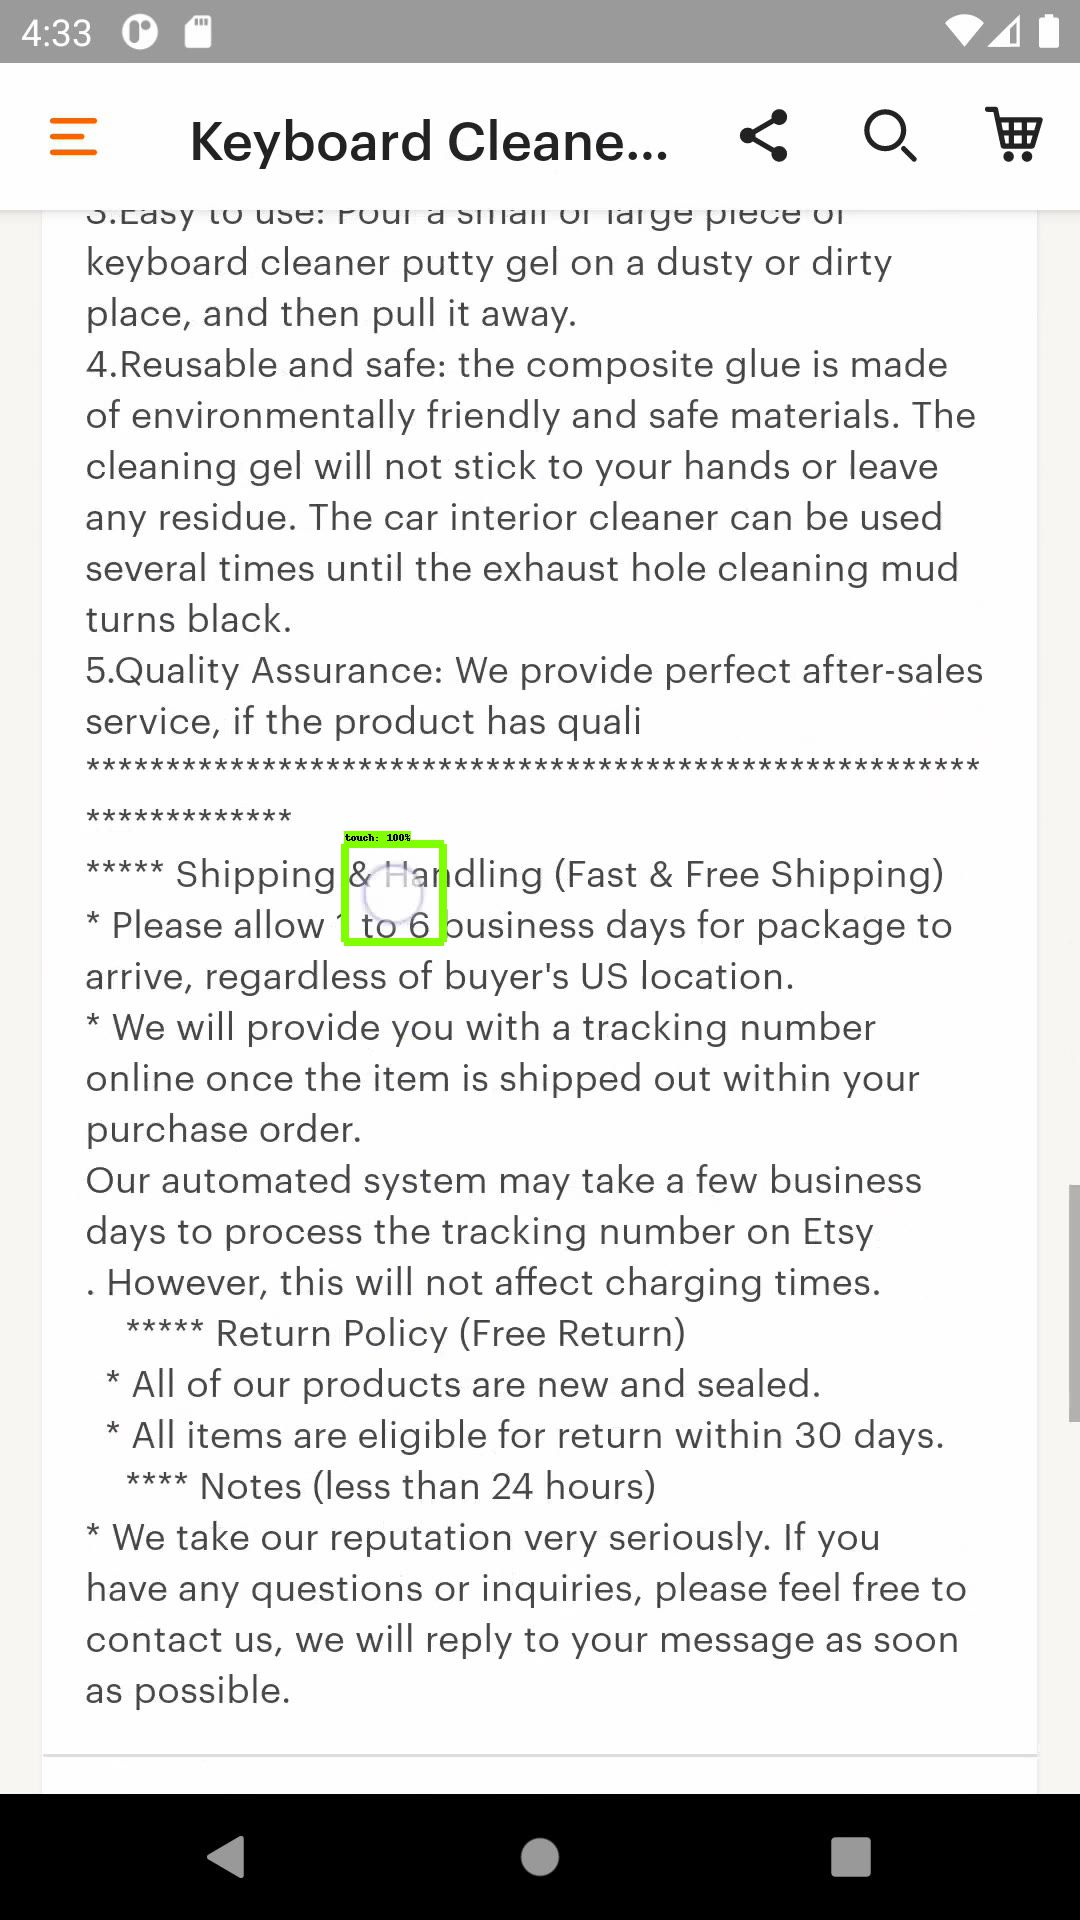 4:33
Keyboard Cleane...
3.Easy to use: Pour a small or large piece of
keyboard cleaner putty gel on a dusty or dirty
place, and then pull it away.
4.Reusable and safe: the composite glue is made
of environmentally friendly and safe materials. The
cleaning gel will not stick to your hands or leave
any residue. The car interior cleaner can be used
several times until the exhaust hole cleaning mud
turns black.
5.Quality Assurance: We provide perfect after-sales
service, if the product has quali
********************************************************
*************
touch: 100%
***** Shipping & Handling (Fast & Free Shipping)
* Please allow 1 to 6 business days for package to
arrive, regardless of buyer's US location.
* We will provide you with a tracking number
online once the item is shipped out within your
purchase order.
Our automated system may take a few business
days to process the tracking number on Etsy
. However, this will not affect charging times.
***** Return Policy (Free Return)
* All of our products are new and sealed.
* All items are eligible for return within 30 days.
**** Notes (less than 24 hours)
* We take our reputation very seriously. If you
have any questions or inquiries, please feel free to
contact us, we will reply to your message as soon
as possible.